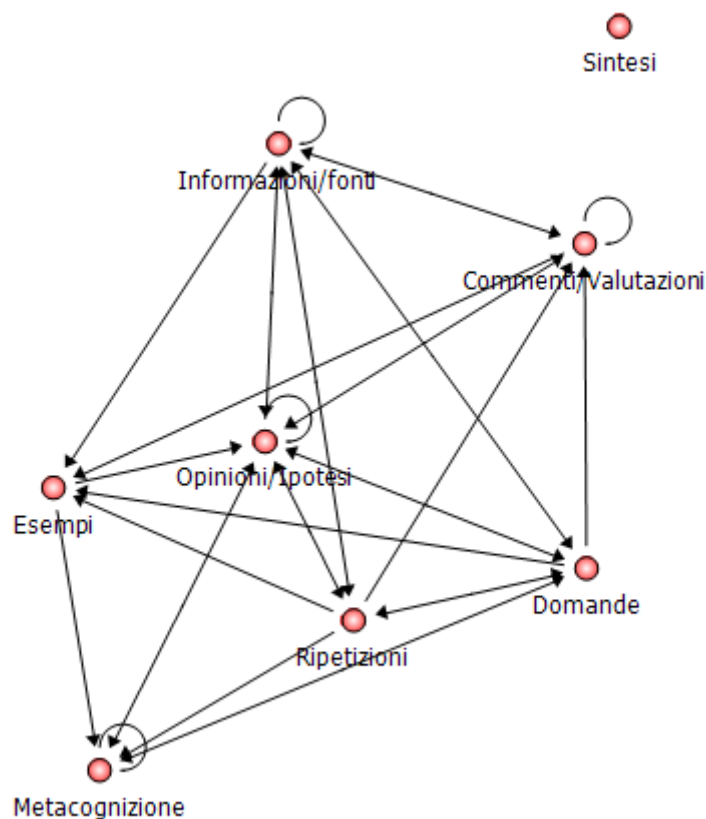 Sintesi
Informazioni/fonti
Commenti/Valutazioni
Opinioni/Ipotesi
Esempi
Domande
Ripetizioni
Metacognizione